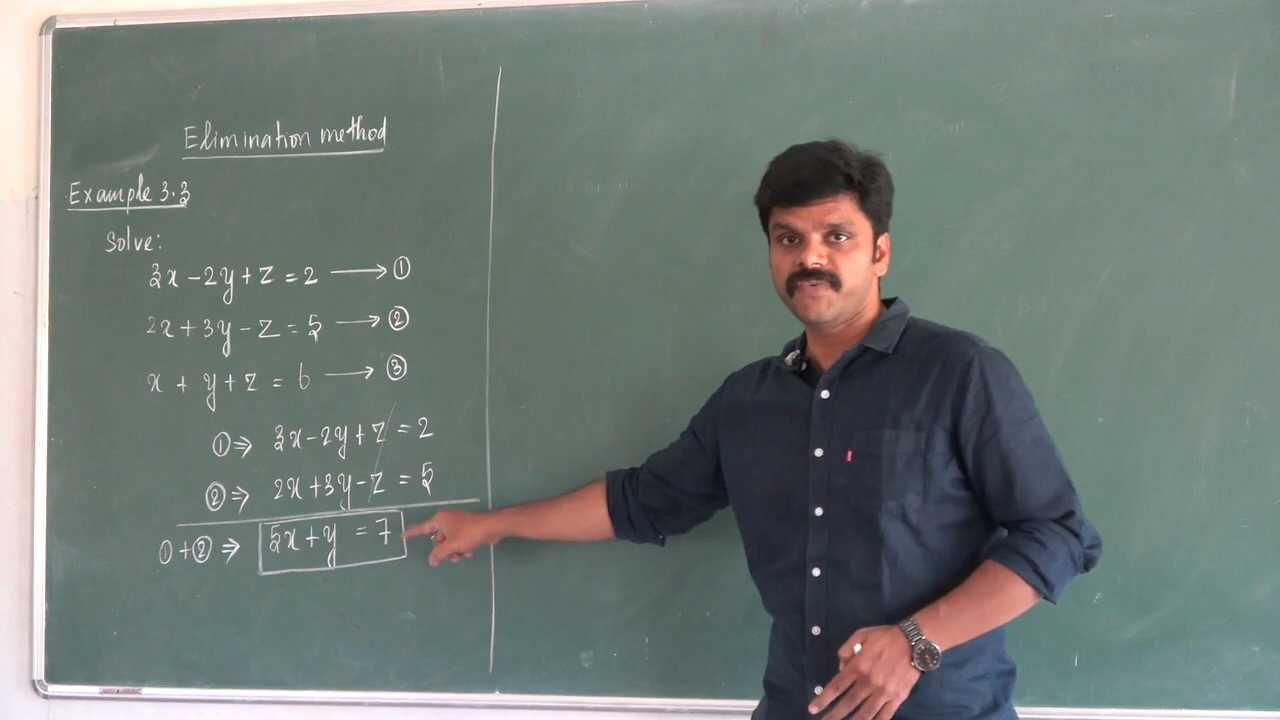 Elimination method
Example 3.3
Solve:
3x - 2y + z = 2 ⟶ ①
2x + 3y - z = 5 ⟶ ②
x + y + z = 6 ⟶ ③
① ⇒ 3x - 2y + z = 2
② ⇒ 2x + 3y - z = 5
① + ② ⇒ 5x + y = 7